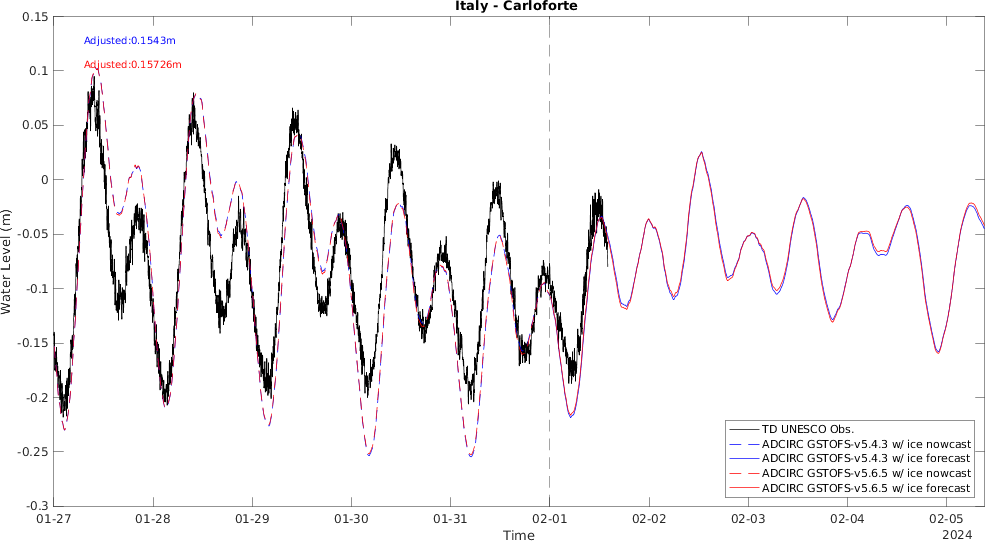 Italy - Carloforte
0.15
0.1
0.05
0
-0.05
-0.1
-0.15
-0.2
-0.25
-0.3
Water Level (m)
Adjusted:0.1543m
Adjusted:0.15726m
TD UNESCO Obs.
ADCIRC GSTOFS-v5.4.3 w/ ice nowcast
ADCIRC GSTOFS-v5.4.3 w/ ice forecast
ADCIRC GSTOFS-v5.6.5 w/ ice nowcast
ADCIRC GSTOFS-v5.6.5 w/ ice forecast
01-27 01-28 01-29 01-30 01-31 02-01 02-02 02-03 02-04 02-05
Time
2024